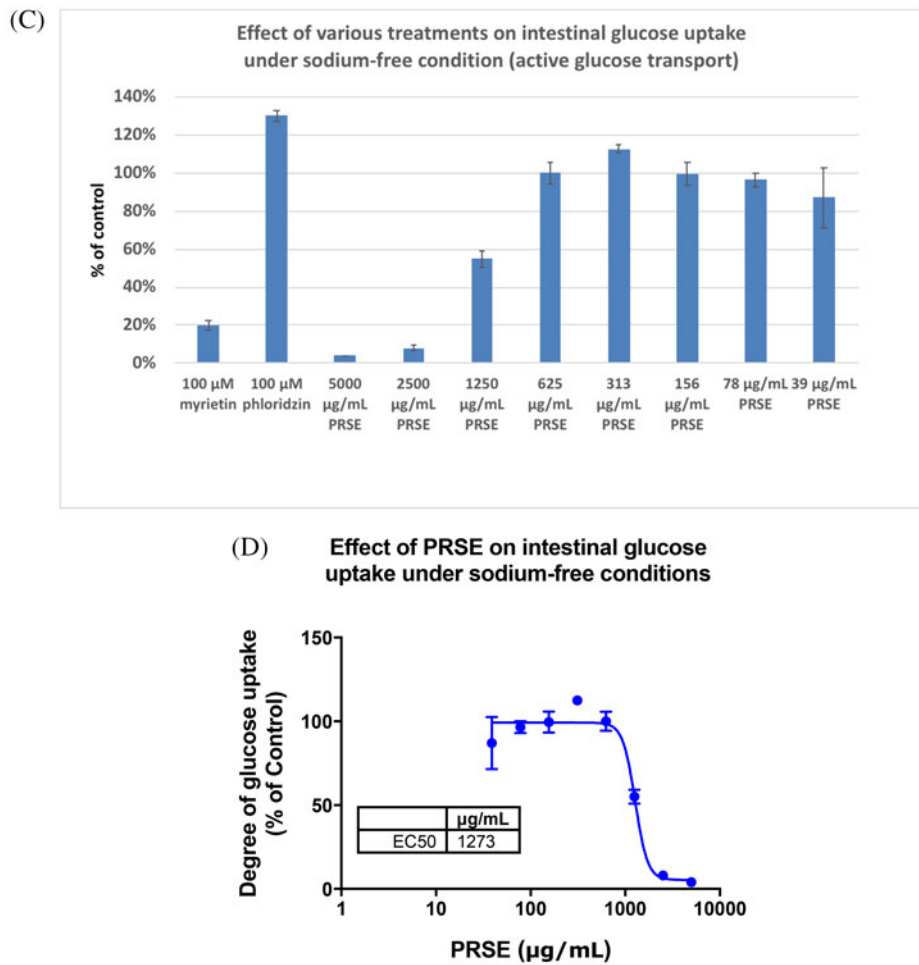 (C)
Effect of various treatments on intestinal glucose uptake
under sodium-free condition (active glucose transport)
140%
120%
100%
80%
60%
40%
20%
0%
% of control
100 µM
myrietin
100 µM
phloridzin
5000
µg/mL
PRSE
2500
µg/mL
PRSE
1250
µg/mL
PRSE
625
µg/mL
PRSE
313
µg/mL
PRSE
156
µg/mL
PRSE
78 µg/mL
PRSE
39 µg/mL
PRSE
(D)
Effect of PRSE on intestinal glucose
uptake under sodium-free conditions
Degree of glucose uptake
(% of Control)
150
100
50
0
µg/mL
EC50 1273
1 10 100 1000 10000
PRSE (µg/mL)